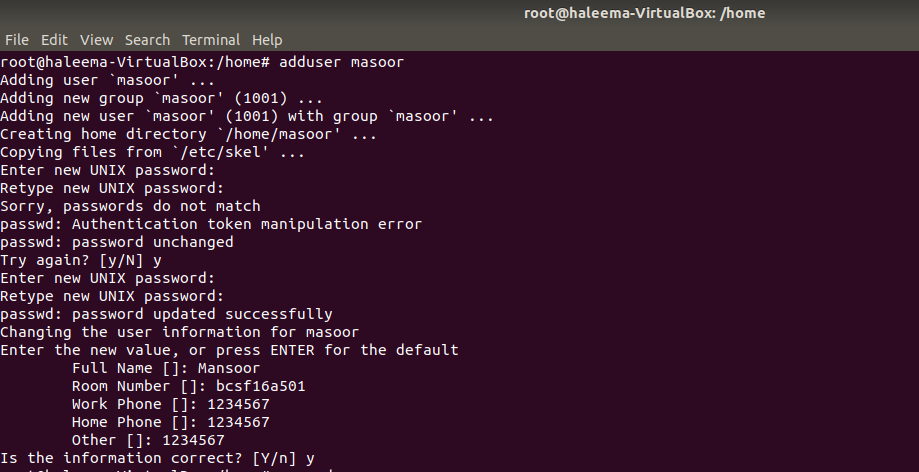 root@haleema-VirtualBox: /home
File Edit View Search Terminal Help
root@haleema-VirtualBox:/home# adduser masoor
Adding user `masoor' ...
Adding new group `masoor' (1001) ...
Adding new user `masoor' (1001) with group `masoor' ...
Creating home directory `/home/masoor' ...
Copying files from `/etc/skel' ...
Enter new UNIX password:
Retype new UNIX password:
Sorry, passwords do not match
passwd: Authentication token manipulation error
passwd: password unchanged
Try again? [y/N] y
Enter new UNIX password:
Retype new UNIX password:
passwd: password updated successfully
Changing the user information for masoor
Enter the new value, or press ENTER for the default
Full Name []: Mansoor
Room Number []: bcsf16a501
Work Phone []: 1234567
Home Phone []: 1234567
Other []: 1234567
Is the information correct? [Y/n] y